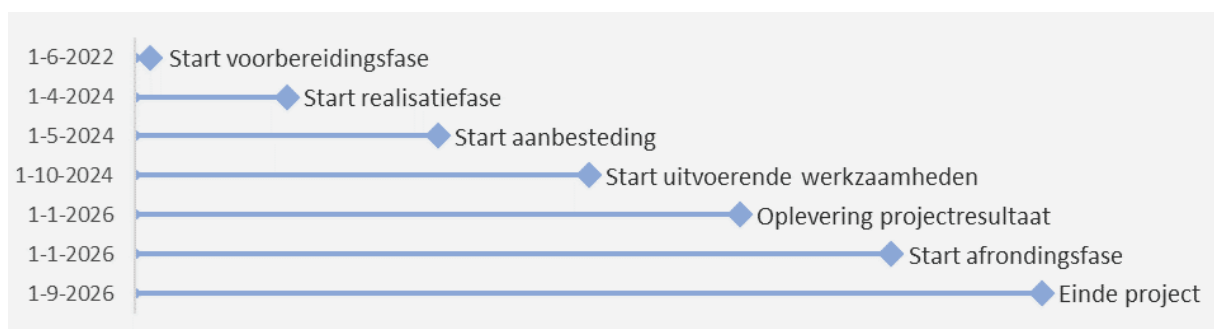 1-6-2022 Start voorbereidingsfase
1-4-2024 Start realisatiefase
1-5-2024 Start aanbesteding
1-10-2024 Start uitvoerende werkzaamheden
1-1-2026 Oplevering projectresultaat
1-1-2026 Start afrondingsfase
1-9-2026 Einde project